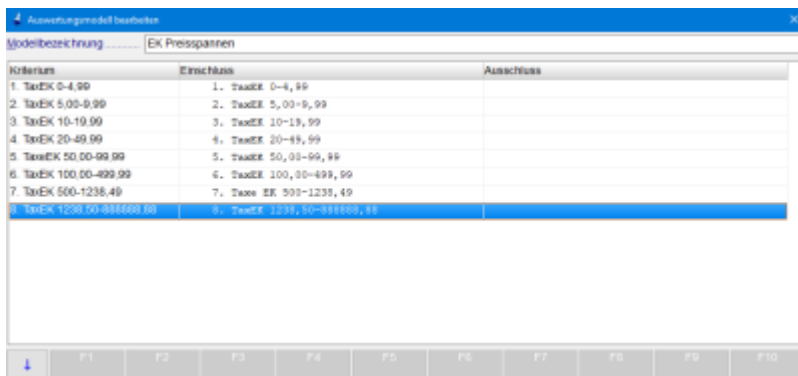 Auswertungsmodell bearbeiten
Modellbezeichnung........ EK Preisspannen
Kriterium Einschluss Ausschluss
1. TaxEK 0-4,99 1. TaxEK 0-4,99
2. TaxEK 5,00-9,99 2. TaxEK 5,00-9,99
3. TaxEK 10-19,99 3. TaxEK 10-19,99
4. TaxEK 20-49,99 4. TaxEK 20-49,99
5. TaxeEK 50,00-99,99 5. TaxEK 50,00-99,99
6. TaxEK 100,00-499,99 6. TaxEK 100,00-499,99
7. TaxEK 500-1238,49 7. Taxe EK 500-1238,49
8. TaxEK 1238,50-888888,88 8. TaxEK 1238,50-888888,88
F1 F2 F3 F4 F5 F6 F7 F8 F9 F10